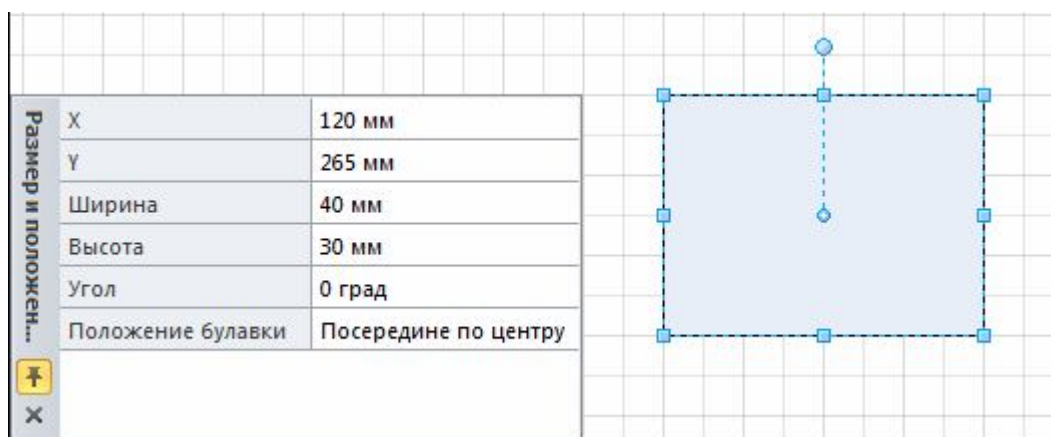 Размер и положен...
X 120 мм
Y 265 мм
Ширина 40 мм
Высота 30 мм
Угол 0 град
Положение булавки Посередине по центру